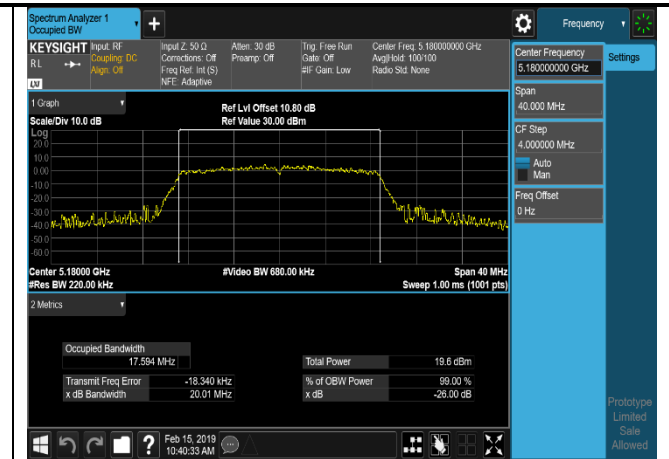 Spectrum Analyzer 1
Occupied BW
+
Frequency
KEYSIGHT
RL
LXI
Input: RF
Coupling: DC
Align: Off
Input Z: 50 Ω
Corrections: Off
Freq Ref: Int (S)
NFE: Adaptive
Atten: 30 dB
Preamp: Off
Trig: Free Run
Gate: Off
#IF Gain: Low
Center Freq: 5.180000000 GHz
Avg|Hold: 100/100
Radio Std: None
Center Frequency
5.180000000 GHz
Settings
Span
40.000 MHz
CF Step
4.000000 MHz
Auto
Man
Freq Offset
0 Hz
1 Graph
Scale/Div 10.0 dB
Ref Lvl Offset 10.80 dB
Ref Value 30.00 dBm
Log
20.0
10.0
0.00
-10.0
-20.0
-30.0
-40.0
-50.0
-60.0
Center 5.18000 GHz
#Res BW 220.00 kHz
#Video BW 680.00 kHz
Span 40 MHz
Sweep 1.00 ms (1001 pts)
2 Metrics
Occupied Bandwidth
17.594 MHz
Total Power 19.6 dBm
Transmit Freq Error -18.340 kHz
% of OBW Power 99.00 %
x dB Bandwidth 20.01 MHz
x dB -26.00 dB
Prototype
Limited
Sale
Allowed
?
Feb 15, 2019
10:40:33 AM